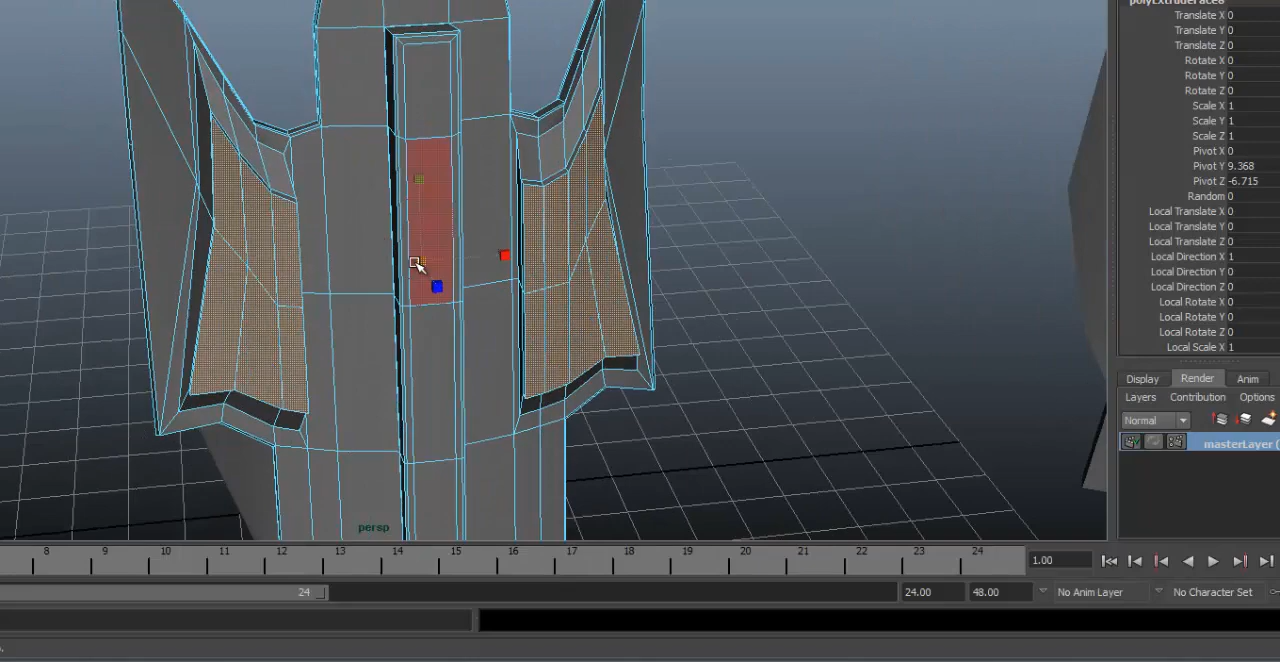 polyExtrudeFace6
Translate X 0
Translate Y 0
Translate Z 0
Rotate X 0
Rotate Y 0
Rotate Z 0
Scale X 1
Scale Y 1
Scale Z 1
Pivot X 0
Pivot Y 9.368
Pivot Z -6.715
Random 0
Local Translate X 0
Local Translate Y 0
Local Translate Z 0
Local Direction X 1
Local Direction Y 0
Local Direction Z 0
Local Rotate X 0
Local Rotate Y 0
Local Rotate Z 0
Local Scale X 1
Display Render Anim
Layers Contribution Options
Normal
masterLayer (
persp
8 9 10 11 12 13 14 15 16 17 18 19 20 21 22 23 24
1.00
24
24.00 48.00 No Anim Layer No Character Set